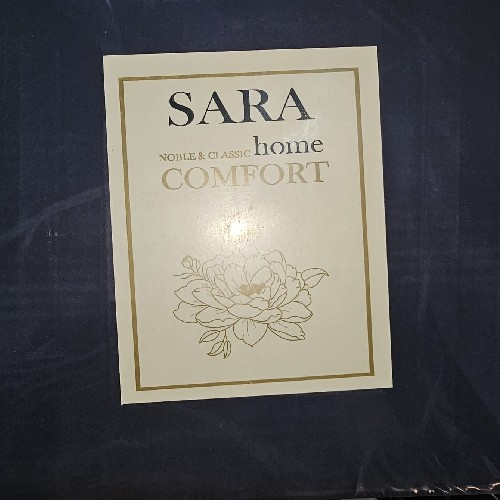 SARA
NOBLE & CLASSIC home
COMFORT